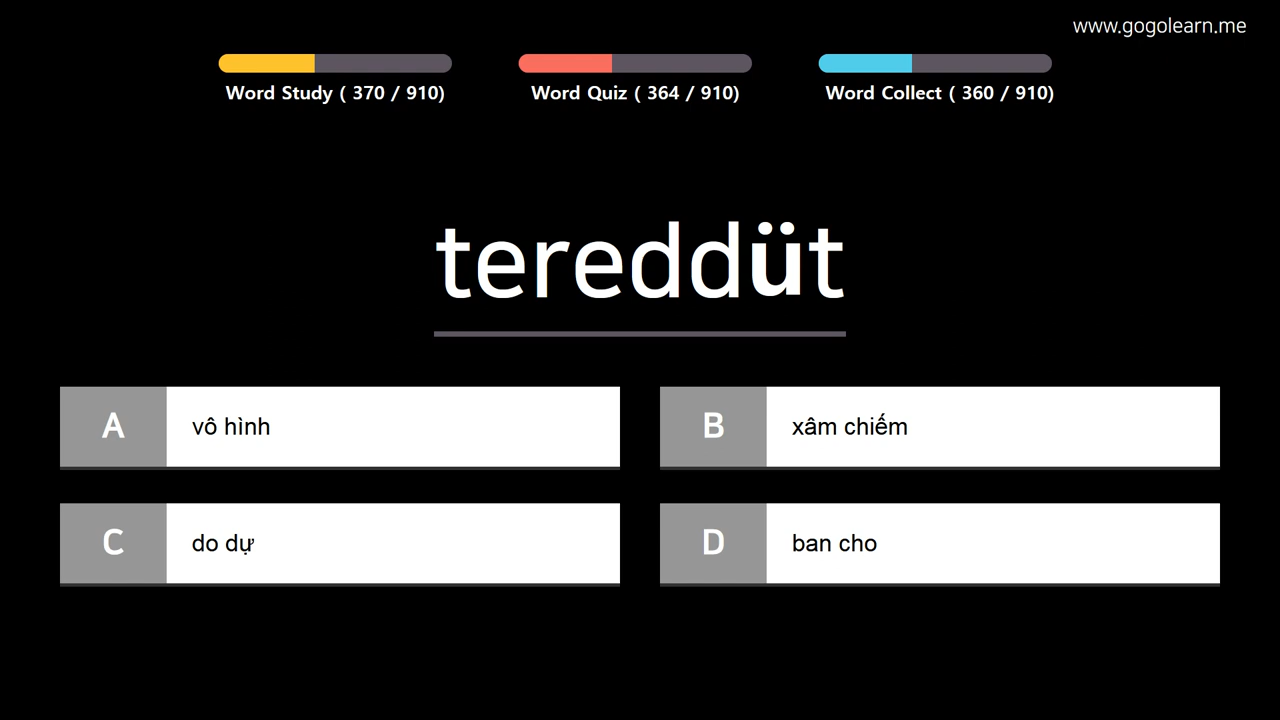 www.gogolearn.me
Word Study ( 370 / 910)
Word Quiz ( 364 / 910)
Word Collect ( 360 / 910)
tereddüt
A vô hình
B xâm chiếm
C do dự
D ban cho